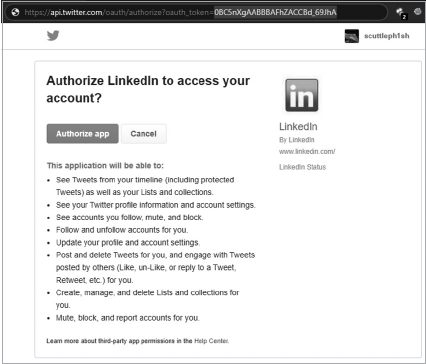 https://api.twitter.com/oauth/authorize?oauth_token=0BC5nXgAABBBAFhZACCBd_69JhA
2
scuttleph1sh
Authorize LinkedIn to access your
account?
in
Authorize app
Cancel
LinkedIn
By LinkedIn
www.linkedin.com/
LinkedIn Status
This application will be able to:
• See Tweets from your timeline (including protected
Tweets) as well as your Lists and collections.
• See your Twitter profile information and account settings.
• See accounts you follow, mute, and block.
• Follow and unfollow accounts for you.
• Update your profile and account settings.
• Post and delete Tweets for you, and engage with Tweets
posted by others (Like, un-Like, or reply to a Tweet,
Retweet, etc.) for you.
• Create, manage, and delete Lists and collections for
you.
• Mute, block, and report accounts for you.
Learn more about third-party app permissions in the Help Center.